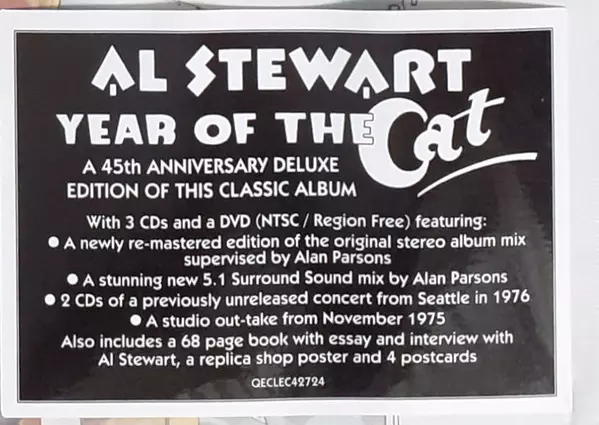 AL STEWART
YEAR OF THE Cat
A 45th ANNIVERSARY DELUXE
EDITION OF THIS CLASSIC ALBUM
With 3 CDs and a DVD (NTSC / Region Free) featuring:
● A newly re-mastered edition of the original stereo album mix
supervised by Alan Parsons
● A stunning new 5.1 Surround Sound mix by Alan Parsons
● 2 CDs of a previously unreleased concert from Seattle in 1976
● A studio out-take from November 1975
Also includes a 68 page book with essay and interview with
Al Stewart, a replica shop poster and 4 postcards
QECLEC42724